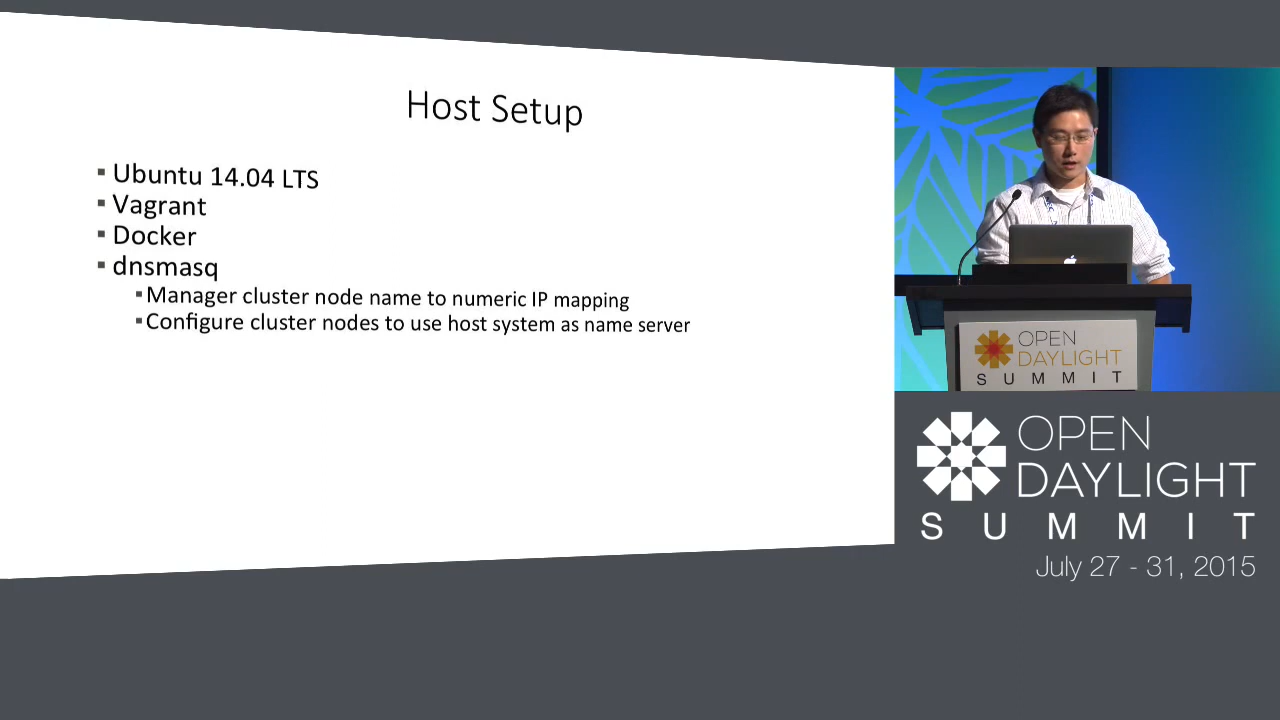 Host Setup
Ubuntu 14.04 LTS
Vagrant
Docker
dnsmasq
Manager cluster node name to numeric IP mapping
Configure cluster nodes to use host system as name server
OPEN
DAYLIGHT
SUMMIT
OPEN
DAYLIGHT
SUMMIT
July 27 - 31, 2015